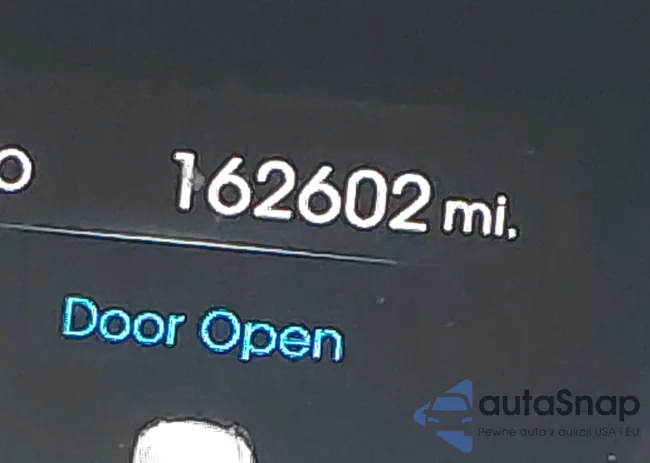 o 162602 mi.
Door Open
autaSnap
Pewne auta z aukcji USA i EU